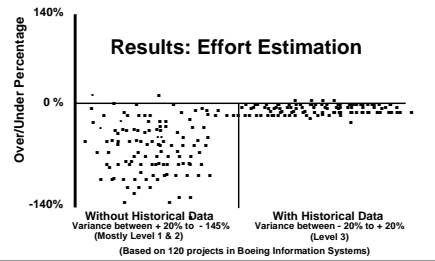 140%
Results: Effort Estimation
Over/Under Percentage
0 %
-140%
Without Historical Data
Variance between + 20% to - 145%
(Mostly Level 1 & 2)
With Historical Data
Variance between - 20% to + 20%
(Level 3)
(Based on 120 projects in Boeing Information Systems)